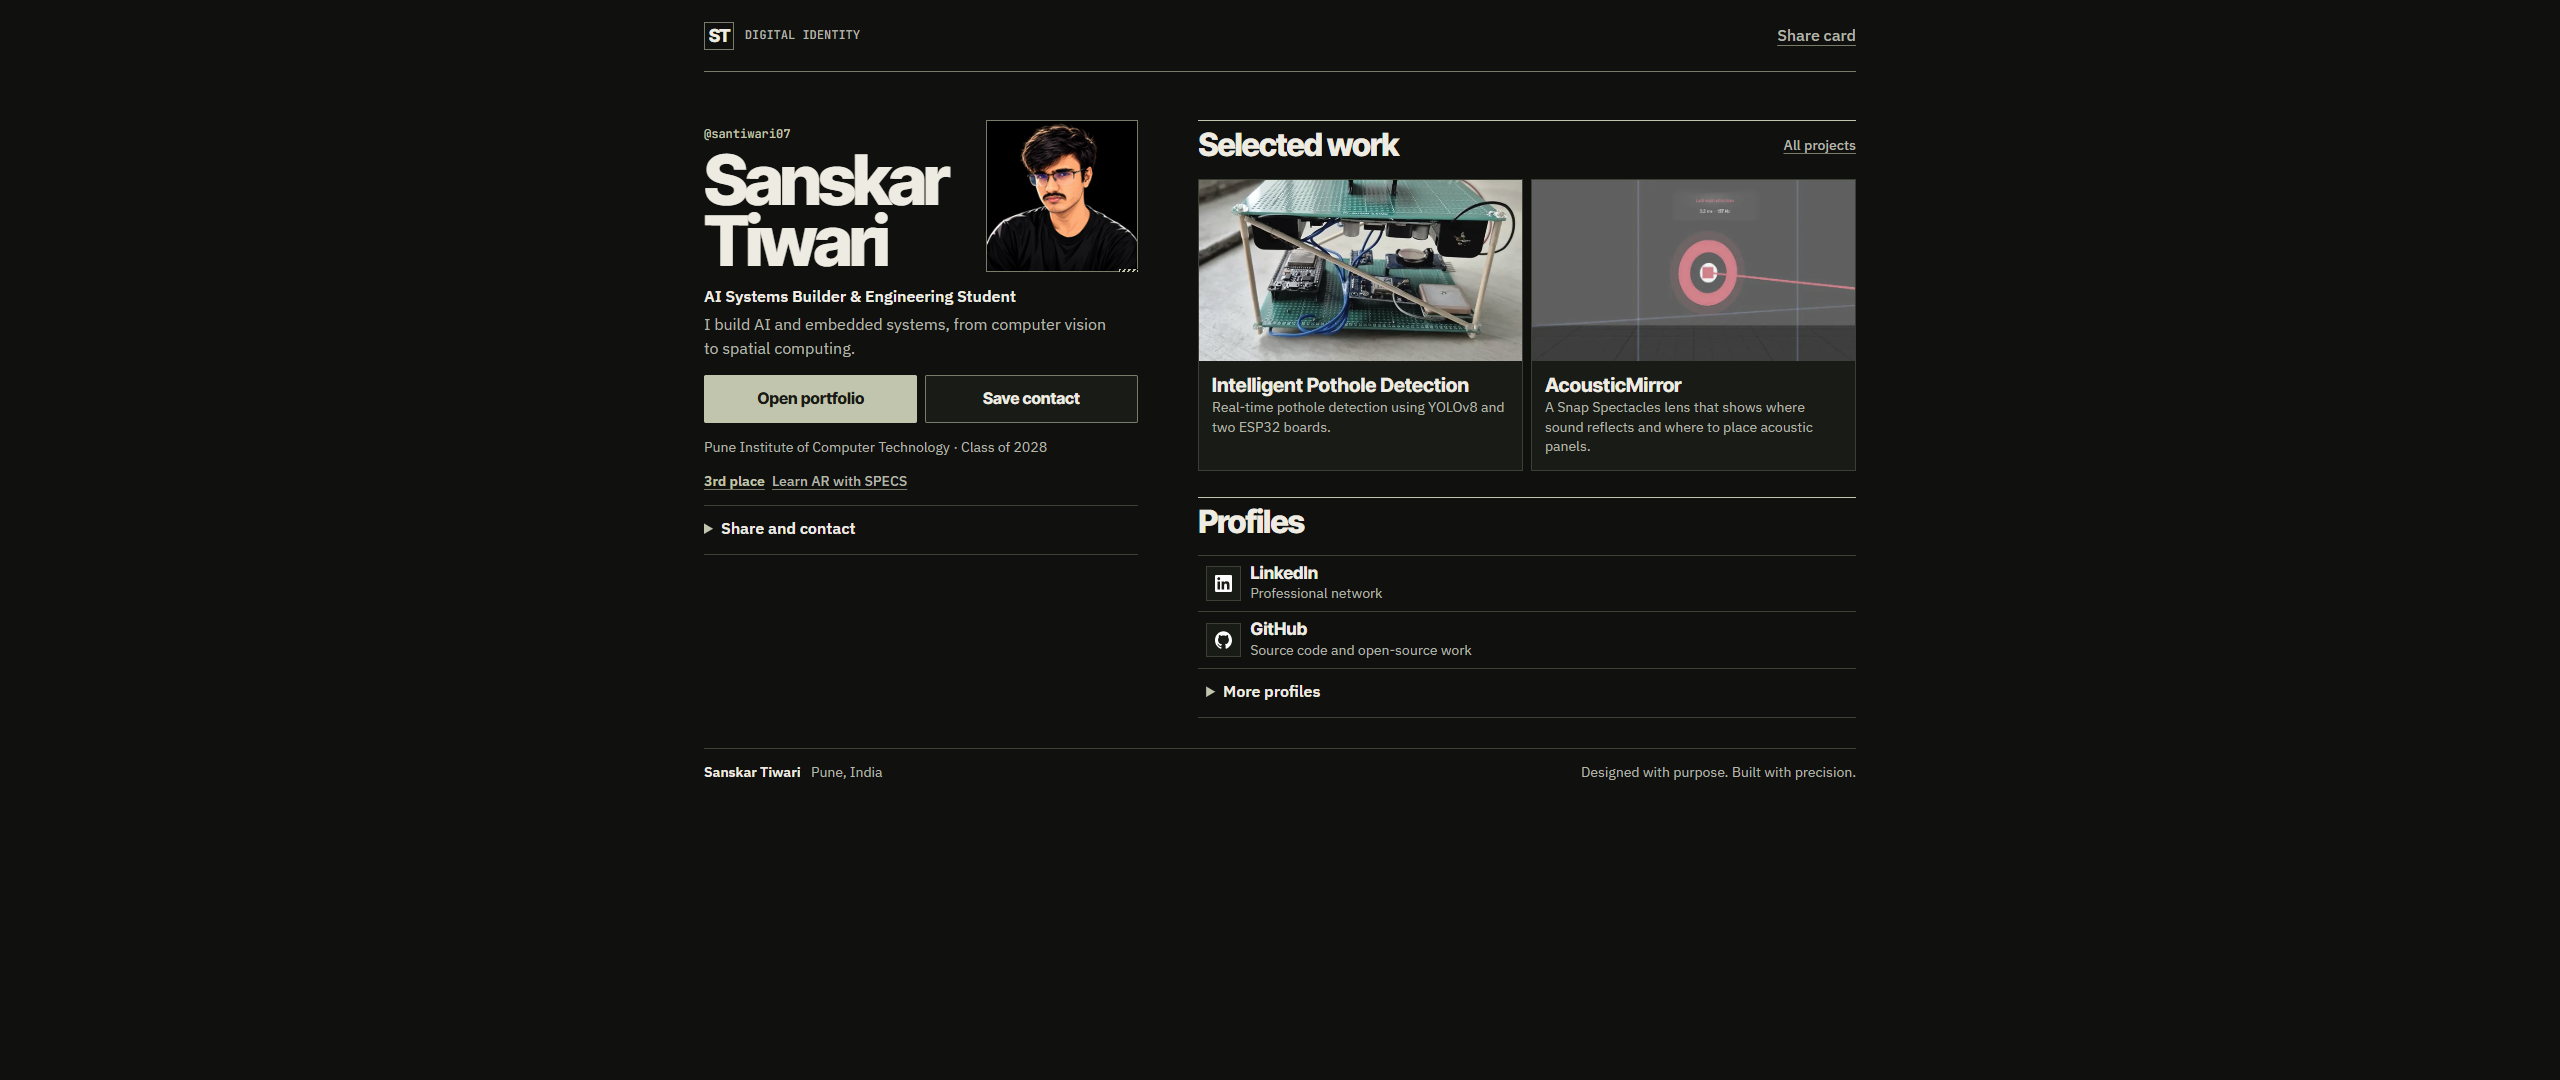 ST DIGITAL IDENTITY
Share card
@santiwari07
Sanskar
Tiwari
AI Systems Builder & Engineering Student
I build AI and embedded systems, from computer vision
to spatial computing.
Open portfolio
Save contact
Pune Institute of Computer Technology · Class of 2028
3rd place Learn AR with SPECS
▶ Share and contact
Selected work
All projects
Intelligent Pothole Detection
Real-time pothole detection using YOLOv8 and
two ESP32 boards.
AcousticMirror
A Snap Spectacles lens that shows where
sound reflects and where to place acoustic
panels.
Profiles
LinkedIn
Professional network
GitHub
Source code and open-source work
▶ More profiles
Sanskar Tiwari Pune, India
Designed with purpose. Built with precision.